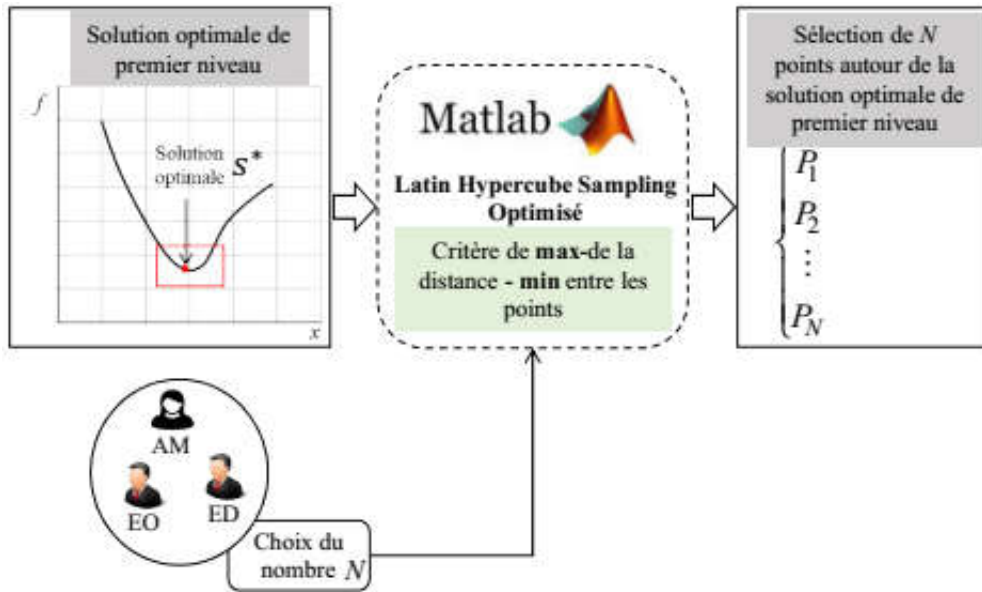 Solution optimale de
premier niveau
f
Solution
optimale S*
x
Matlab
Latin Hypercube Sampling
Optimisé
Critère de max-de la
distance - min entre les
points
Sélection de N
points autour de la
solution optimale de
premier niveau
P1
P2
⋮
PN
AM
EO
ED
Choix du
nombre N